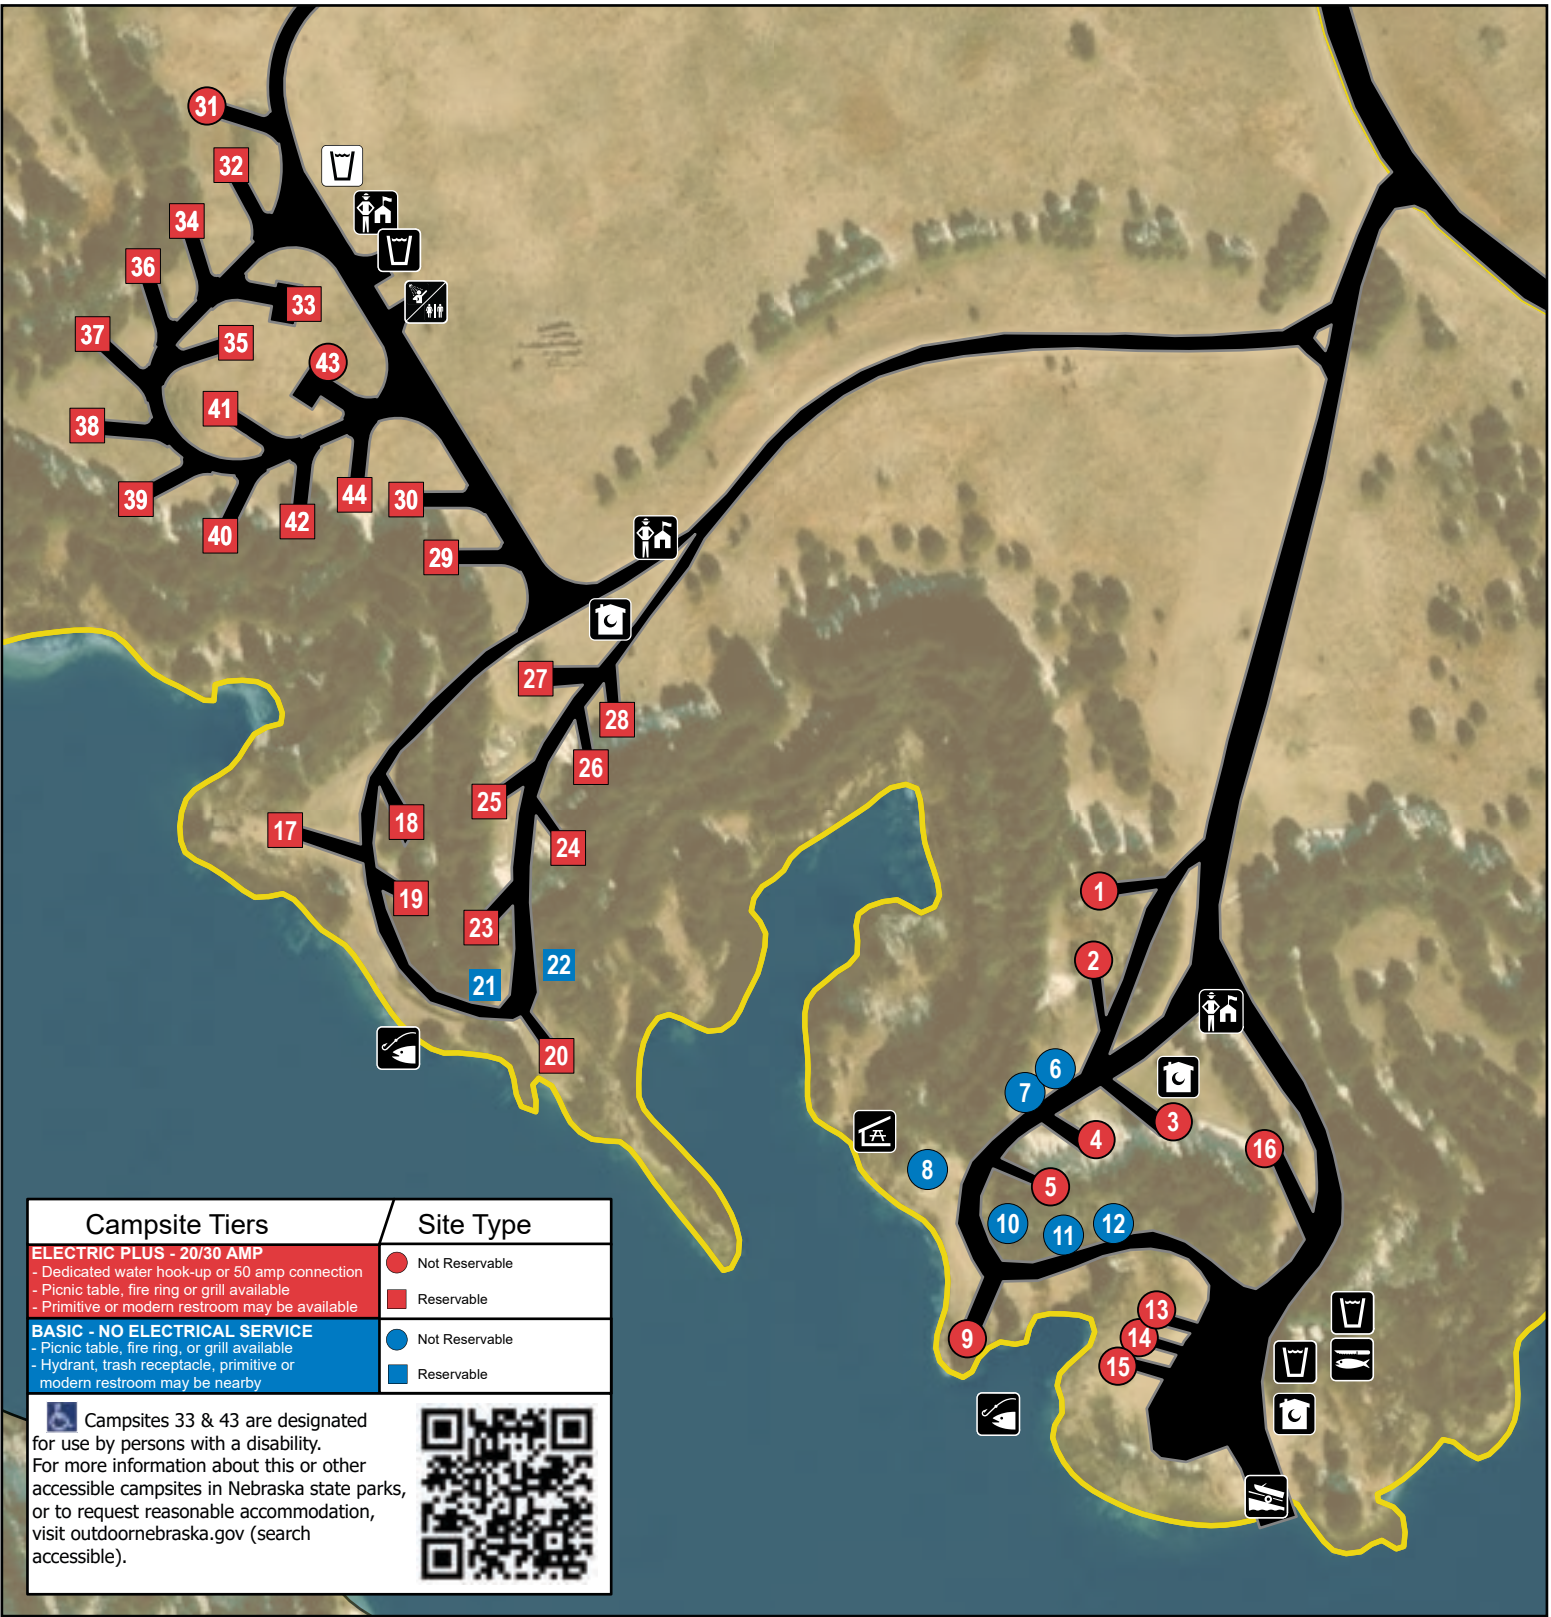 31
32
34
36
33
37
35
43
41
38
39
40
42
44
30
29
27
28
26
25
18
17
24
19
23
22
21
20
1
2
6
7
3
4
16
8
5
10
11
12
13
14
9
15
Campsite Tiers
Site Type
ELECTRIC PLUS - 20/30 AMP
- Dedicated water hook-up or 50 amp connection
- Picnic table, fire ring or grill available
- Primitive or modern restroom may be available
Not Reservable
Reservable
BASIC - NO ELECTRICAL SERVICE
- Picnic table, fire ring, or grill available
- Hydrant, trash receptacle, primitive or
modern restroom may be nearby
Not Reservable
Reservable
Campsites 33 & 43 are designated
for use by persons with a disability.
For more information about this or other
accessible campsites in Nebraska state parks,
or to request reasonable accommodation,
visit outdoornebraska.gov (search
accessible).